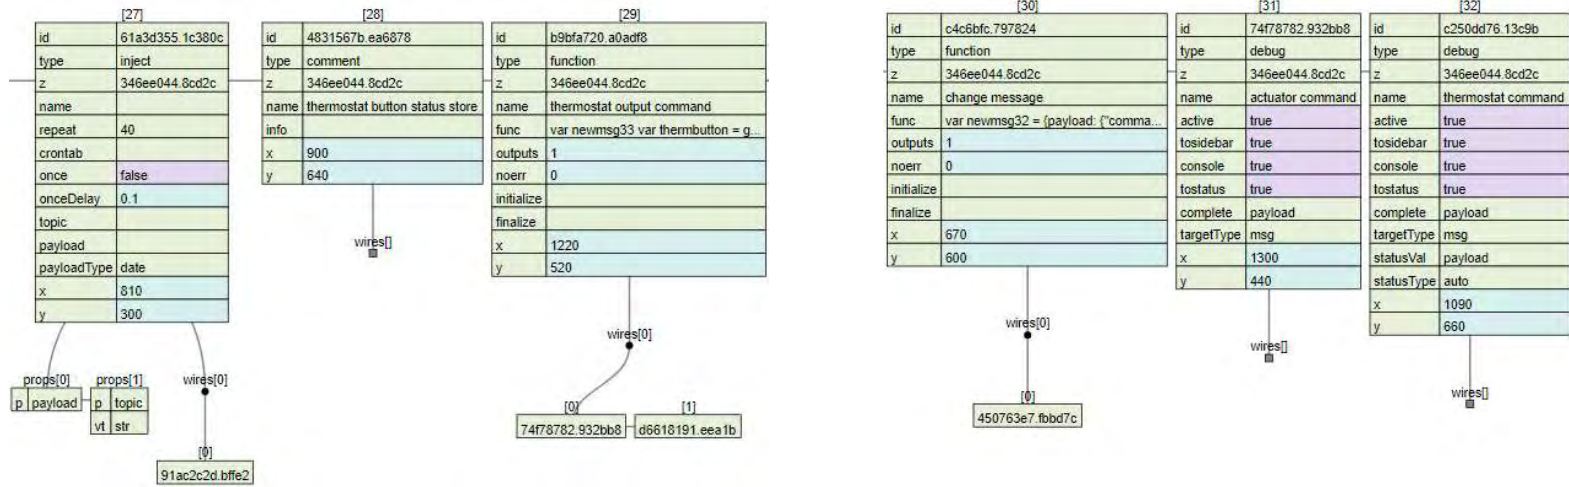 [27]
id 61a3d355.1c380c
type inject
z 346ee044.8cd2c
name
repeat 40
crontab
once false
onceDelay 0.1
topic
payload
payloadType date
x 810
y 300
props[0]
p payload
props[1]
p topic
vt str
wires[0]
[0]
91ac2c2d.bffe2
[28]
id 4831567b.ea6878
type comment
z 346ee044.8cd2c
name thermostat button status store
info
x 900
y 640
wires[]
[29]
id b9bfa720.a0adf8
type function
z 346ee044.8cd2c
name thermostat output command
func var newmsg33 var thermbutton = g...
outputs 1
noerr 0
initialize
finalize
x 1220
y 520
wires[0]
[0]
74f78782.932bb8
[1]
d6618191.eea1b
[30]
id c4c6bfc.797824
type function
z 346ee044.8cd2c
name change message
func var newmsg32 = {payload: {"comma...
outputs 1
noerr 0
initialize
finalize
x 670
y 600
wires[0]
[0]
450763e7.fbbd7c
[31]
id 74f78782.932bb8
type debug
z 346ee044.8cd2c
name actuator command
active true
tosidebar true
console true
tostatus true
complete payload
targetType msg
x 1300
y 440
wires[]
[32]
id c250dd76.13c9b
type debug
z 346ee044.8cd2c
name thermostat command
active true
tosidebar true
console true
tostatus true
complete payload
targetType msg
statusVal payload
statusType auto
x 1090
y 660
wires[]